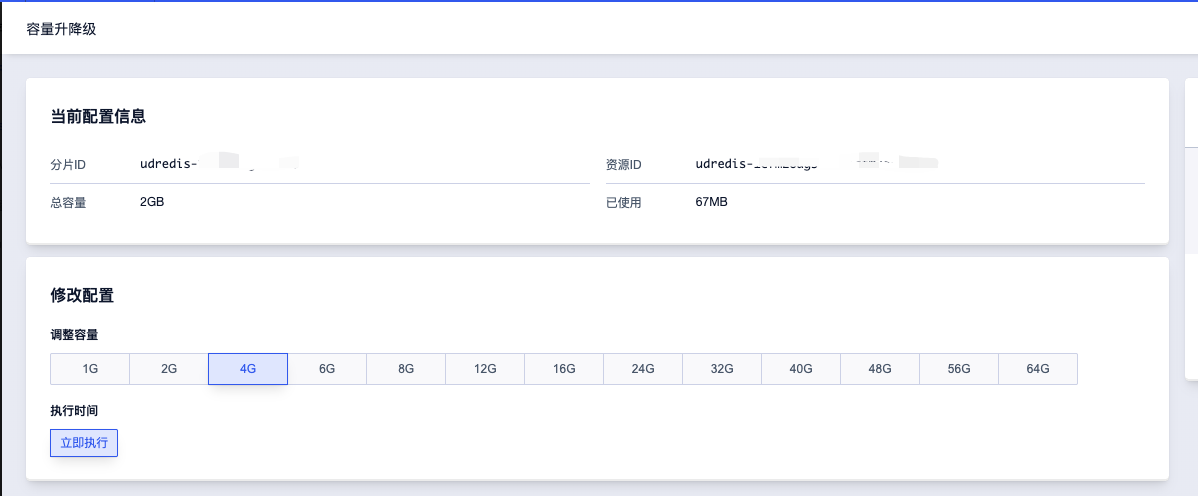 容量升降级
当前配置信息
分片ID udredis-
资源ID udredis-
总容量 2GB
已使用 67MB
修改配置
调整容量
1G 2G 4G 6G 8G 12G 16G 24G 32G 40G 48G 56G 64G
执行时间
立即执行